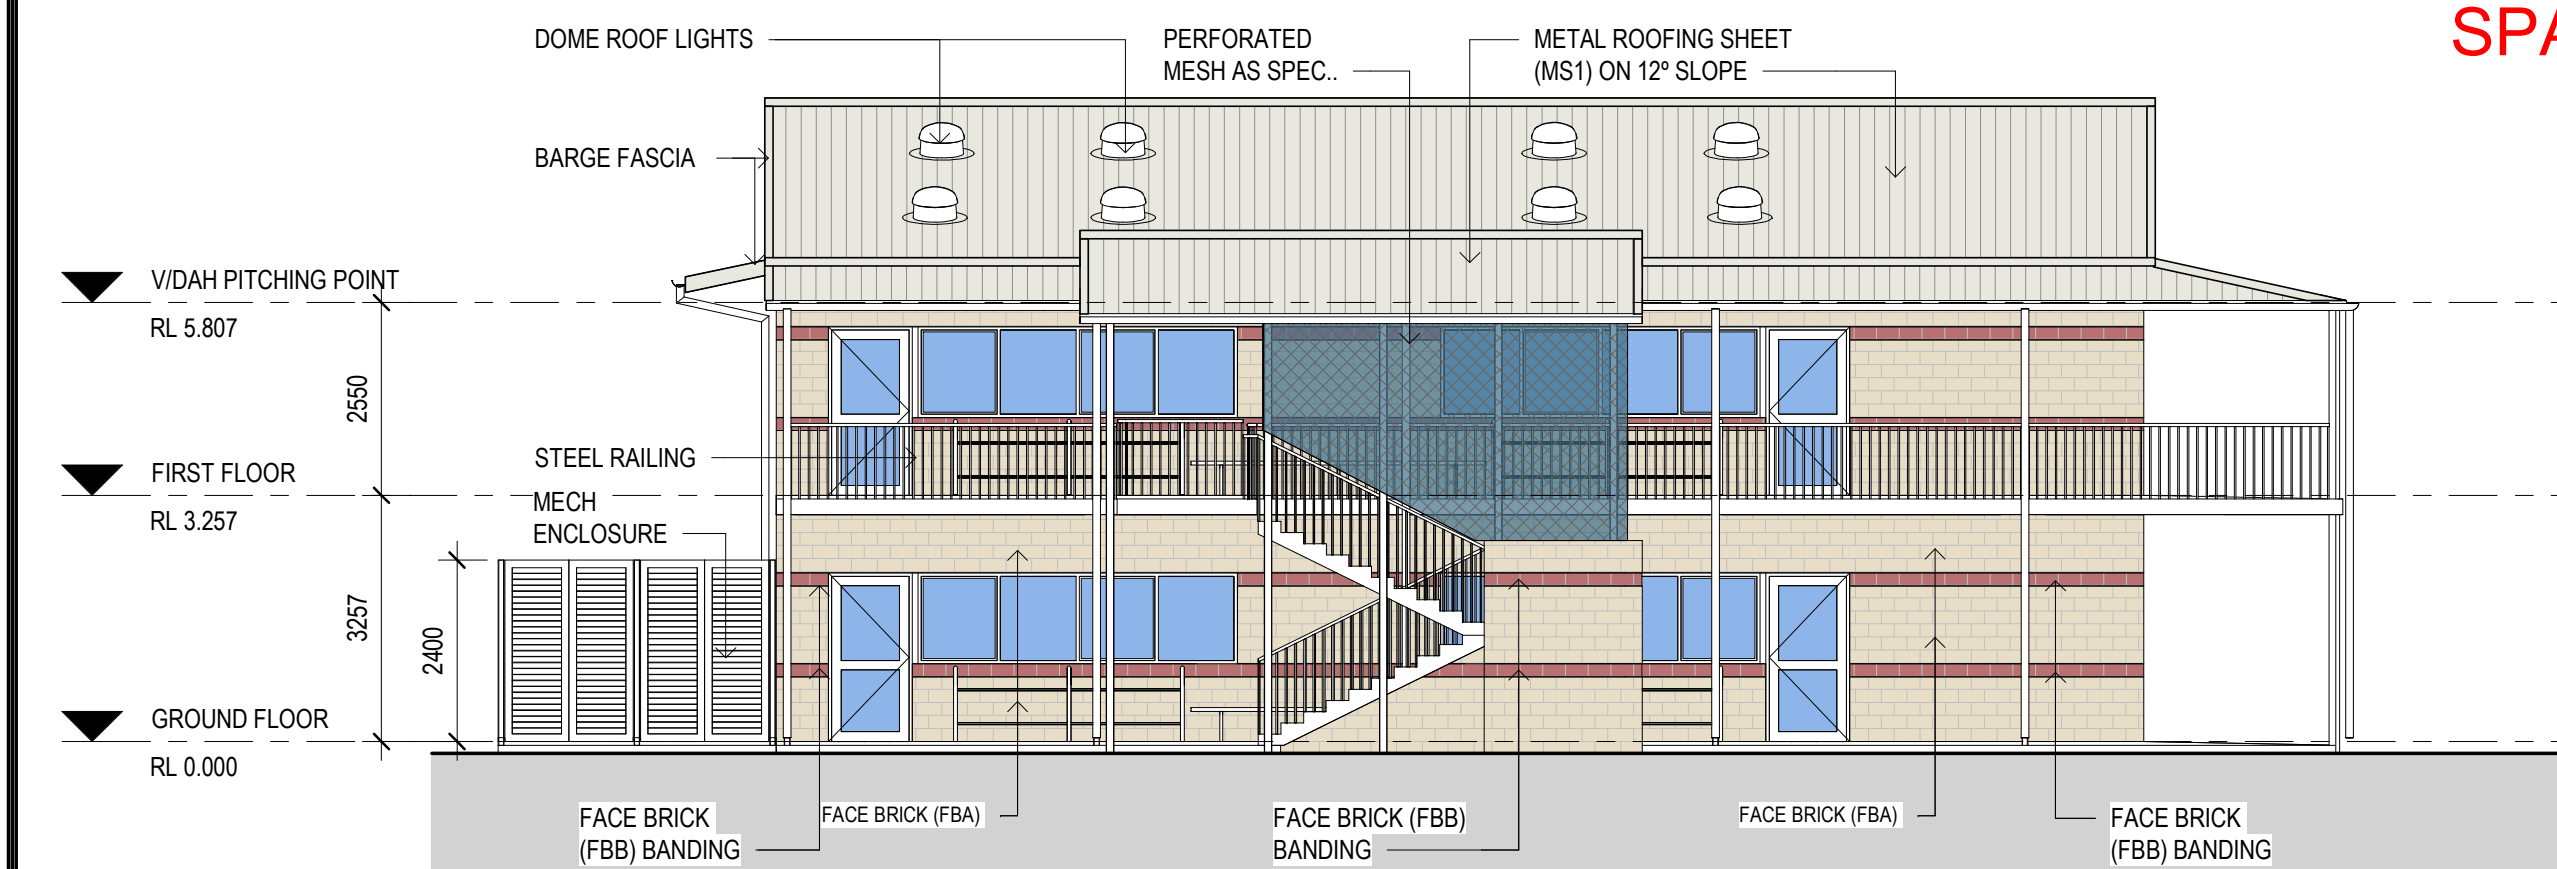 SPA
DOME ROOF LIGHTS
PERFORATED
MESH AS SPEC..
METAL ROOFING SHEET
(MS1) ON 12º SLOPE
BARGE FASCIA
V/DAH PITCHING POINT
RL 5.807
2550
STEEL RAILING
FIRST FLOOR
RL 3.257
MECH
ENCLOSURE
3257
2400
GROUND FLOOR
RL 0.000
FACE BRICK
(FBB) BANDING
FACE BRICK (FBA)
FACE BRICK (FBB)
BANDING
FACE BRICK (FBA)
FACE BRICK
(FBB) BANDING